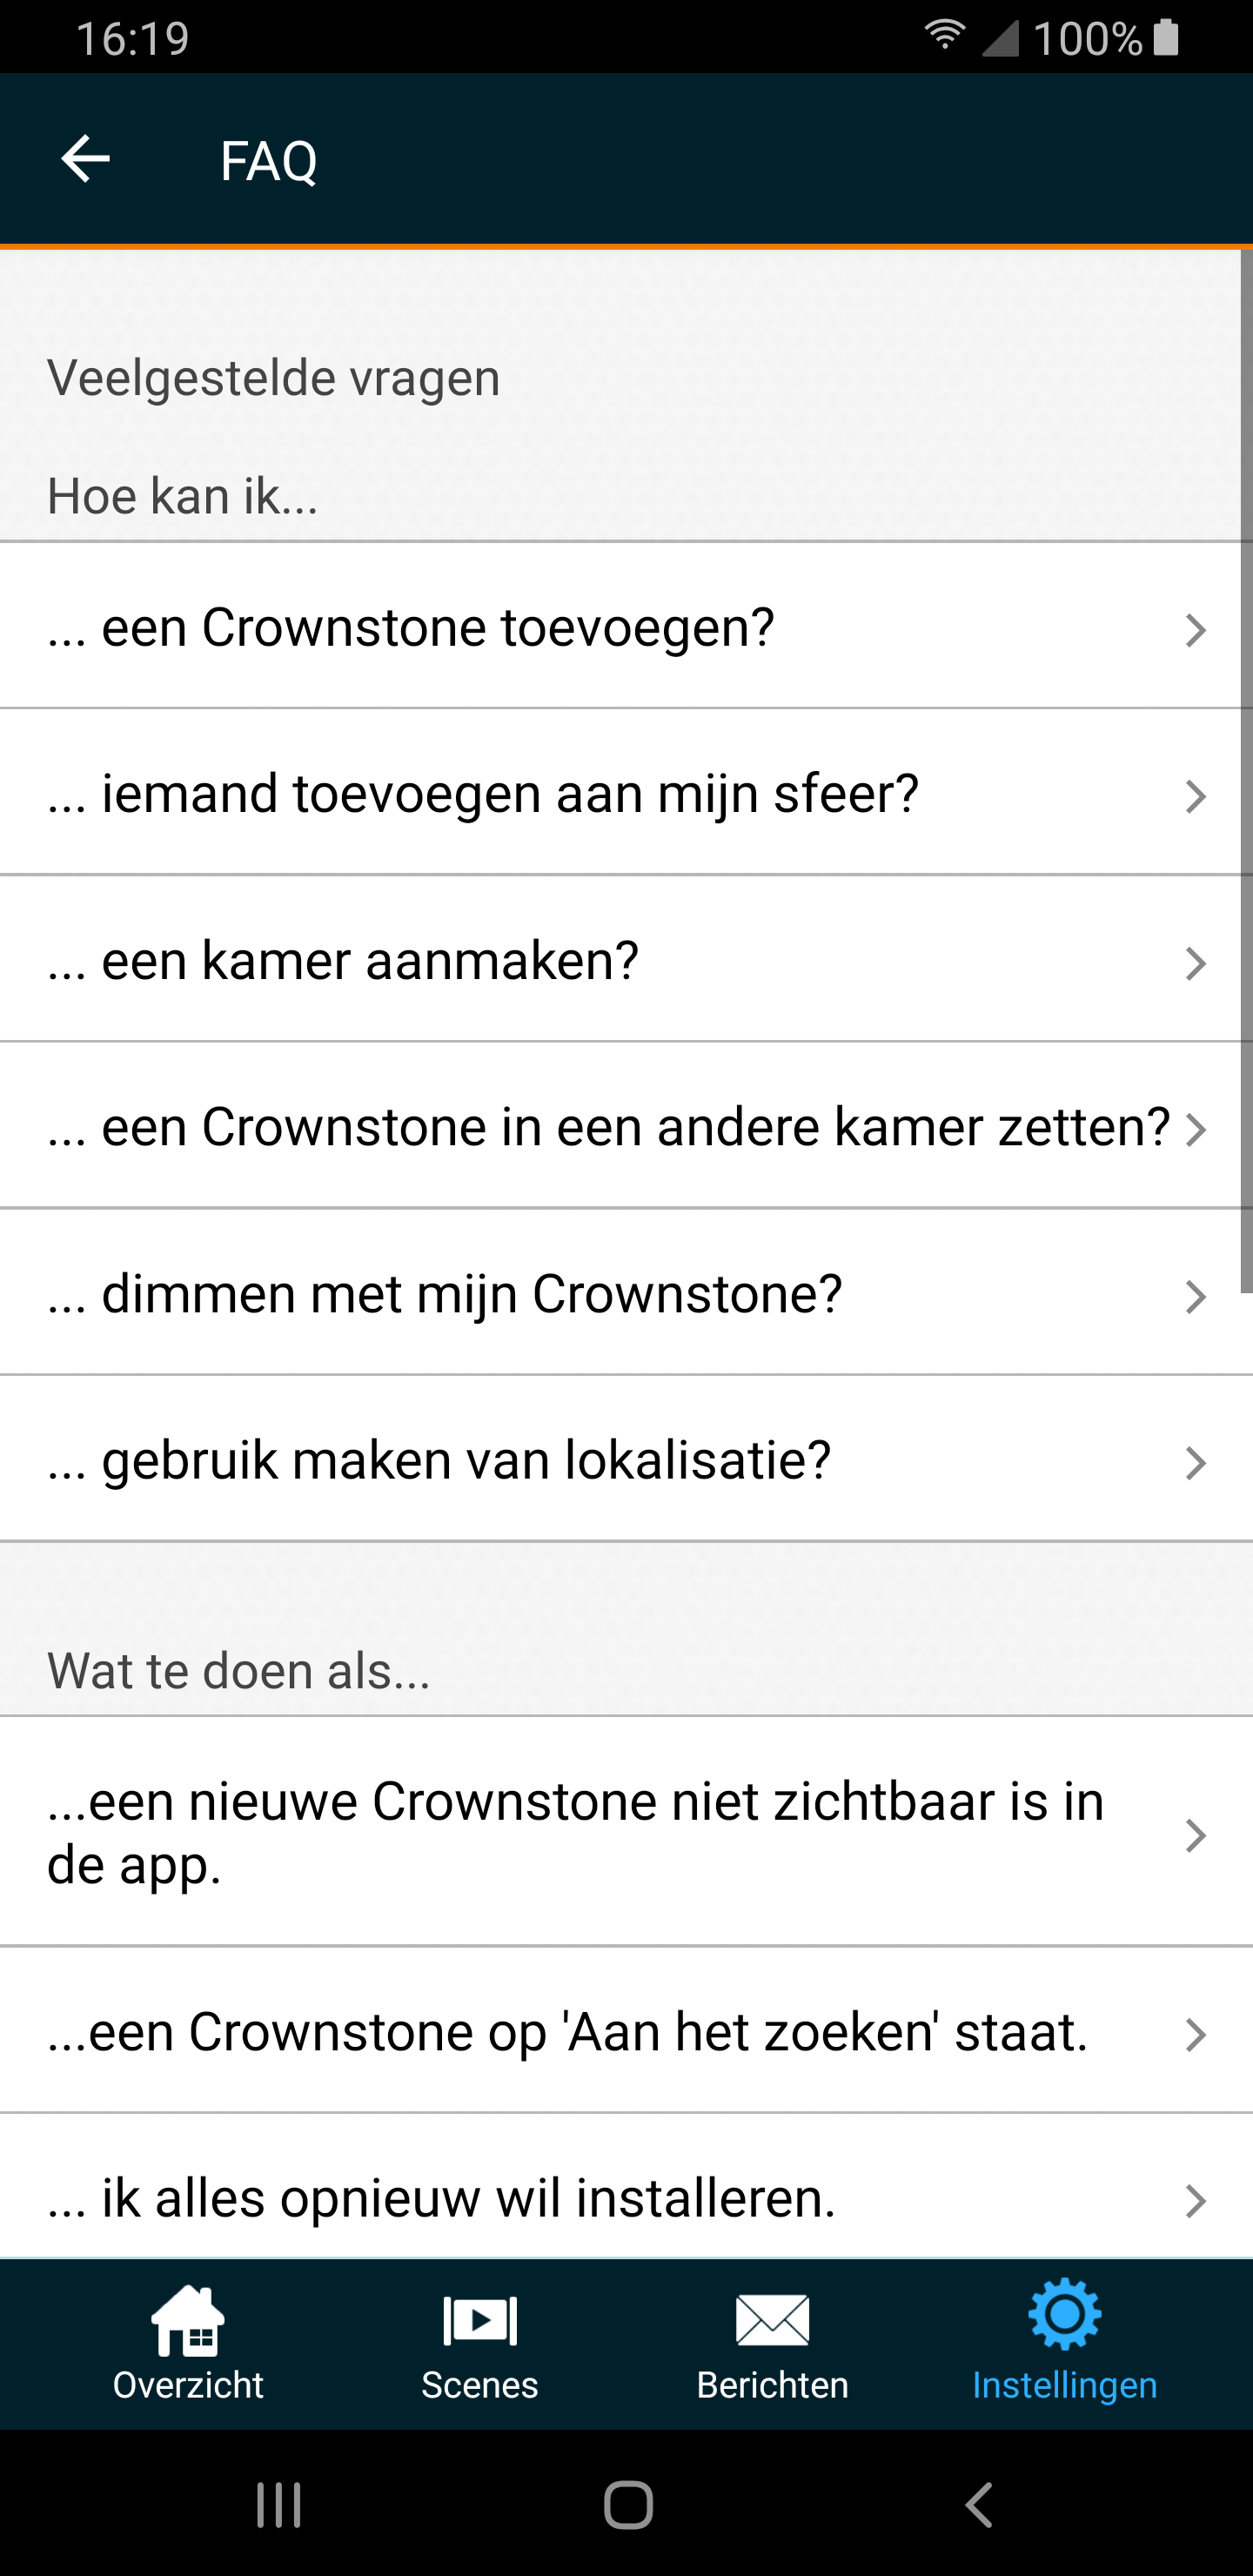 16:19
100%
FAQ
Veelgestelde vragen
Hoe kan ik...
... een Crownstone toevoegen?
... iemand toevoegen aan mijn sfeer?
... een kamer aanmaken?
... een Crownstone in een andere kamer zetten?
... dimmen met mijn Crownstone?
... gebruik maken van lokalisatie?
Wat te doen als...
...een nieuwe Crownstone niet zichtbaar is in
de app.
...een Crownstone op 'Aan het zoeken' staat.
... ik alles opnieuw wil installeren.
Overzicht
Scenes
Berichten
Instellingen